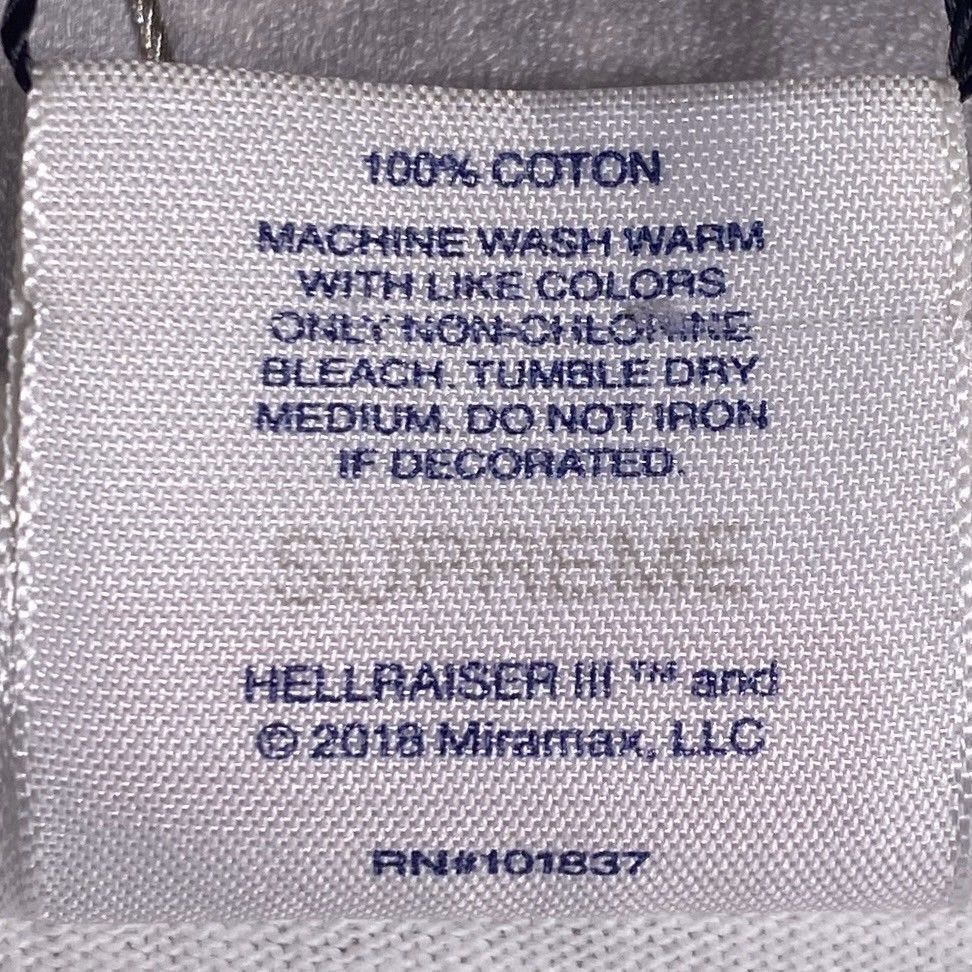 100% COTON
MACHINE WASH WARM
WITH LIKE COLORS
ONLY NON-CHLORINE
BLEACH. TUMBLE DRY
MEDIUM. DO NOT IRON
IF DECORATED.
SUPREME
HELLRAISER III ™ and
© 2018 Miramax, LLC
RN#101837